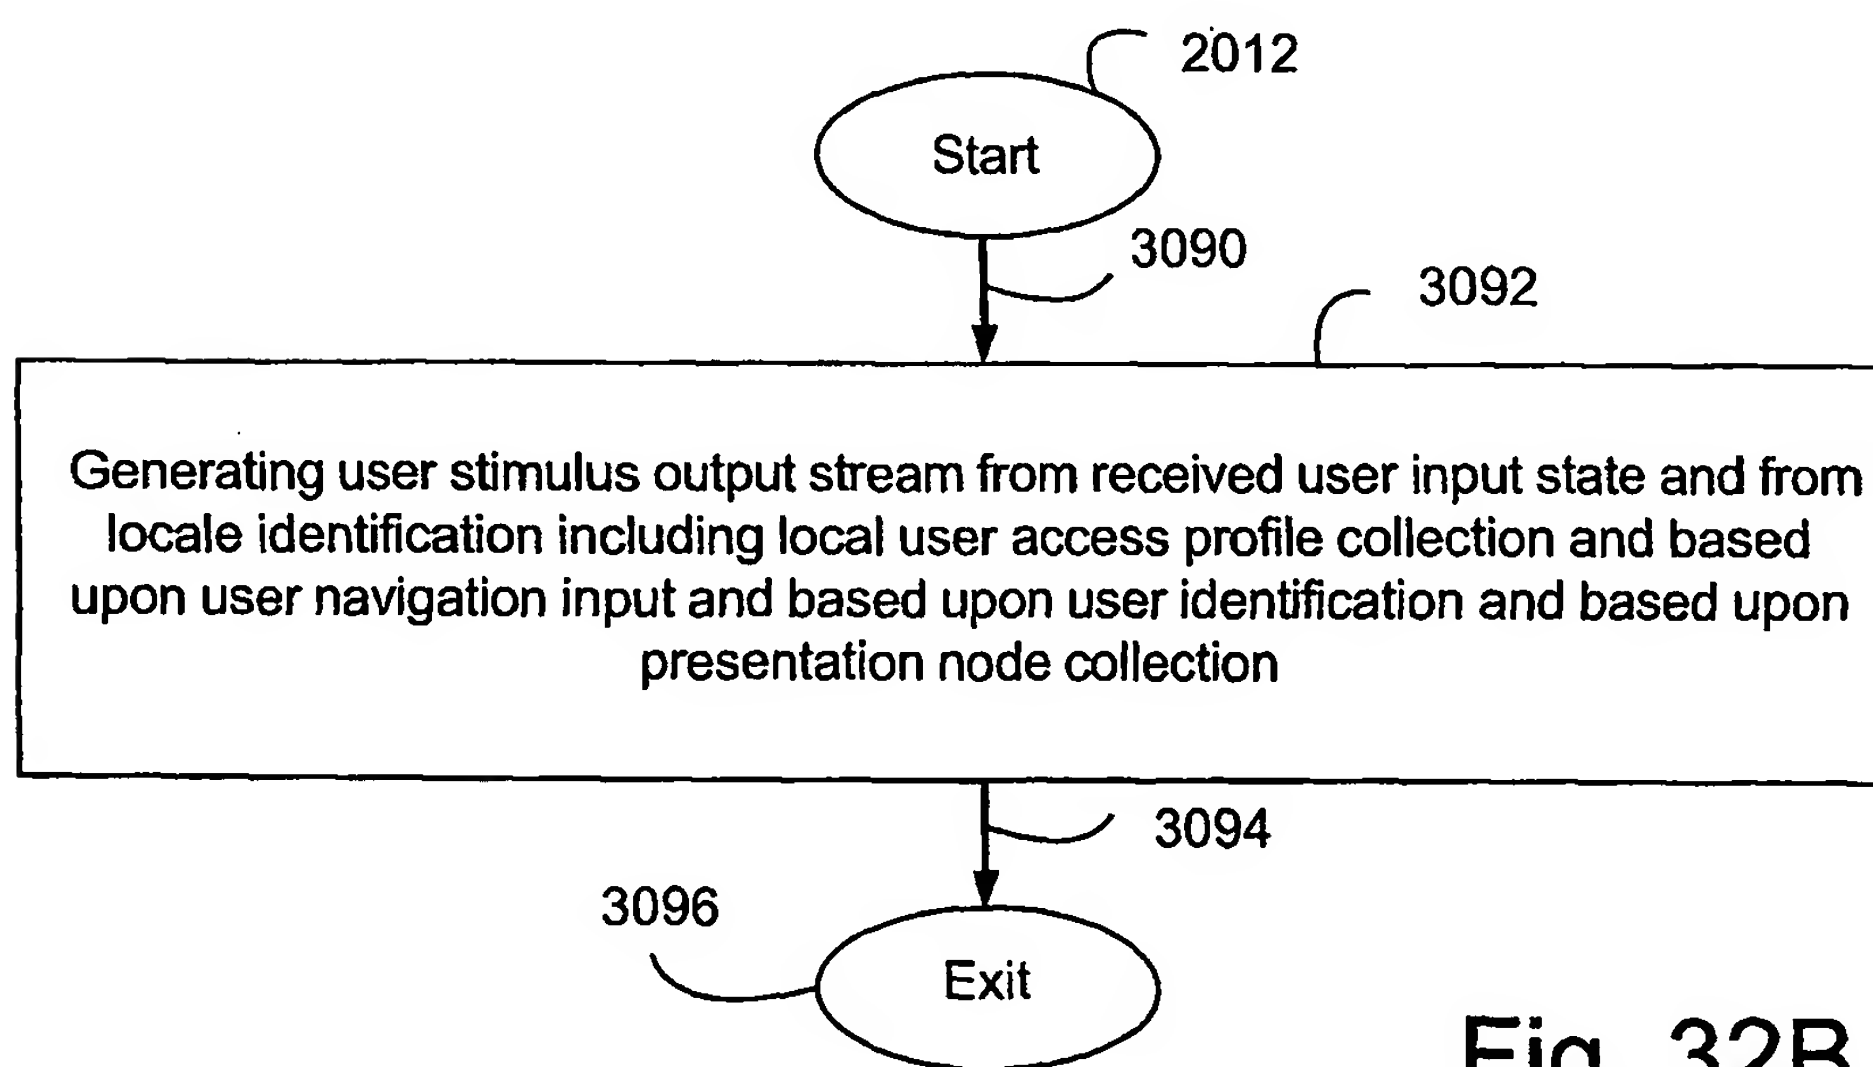 2012
Start
3090
3092
Generating user stimulus output stream from received user input state and from
locale identification including local user access profile collection and based
upon user navigation input and based upon user identification and based upon
presentation node collection
3094
3096
Exit
Fig. 32B